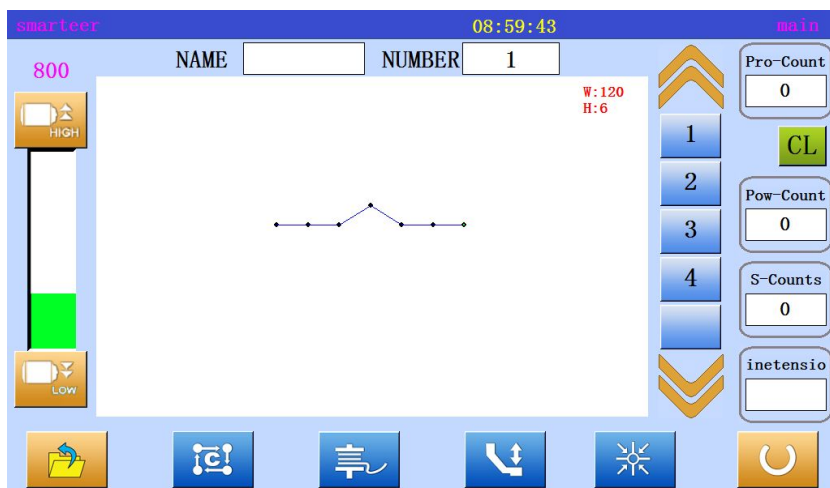 smarteer 08:59:43 main
NAME NUMBER 1
800
W:120
H:6
HIGH
LOW
1
2
3
4
Pro-Count
0
CL
Pow-Count
0
S-Counts
0
inetensio
C